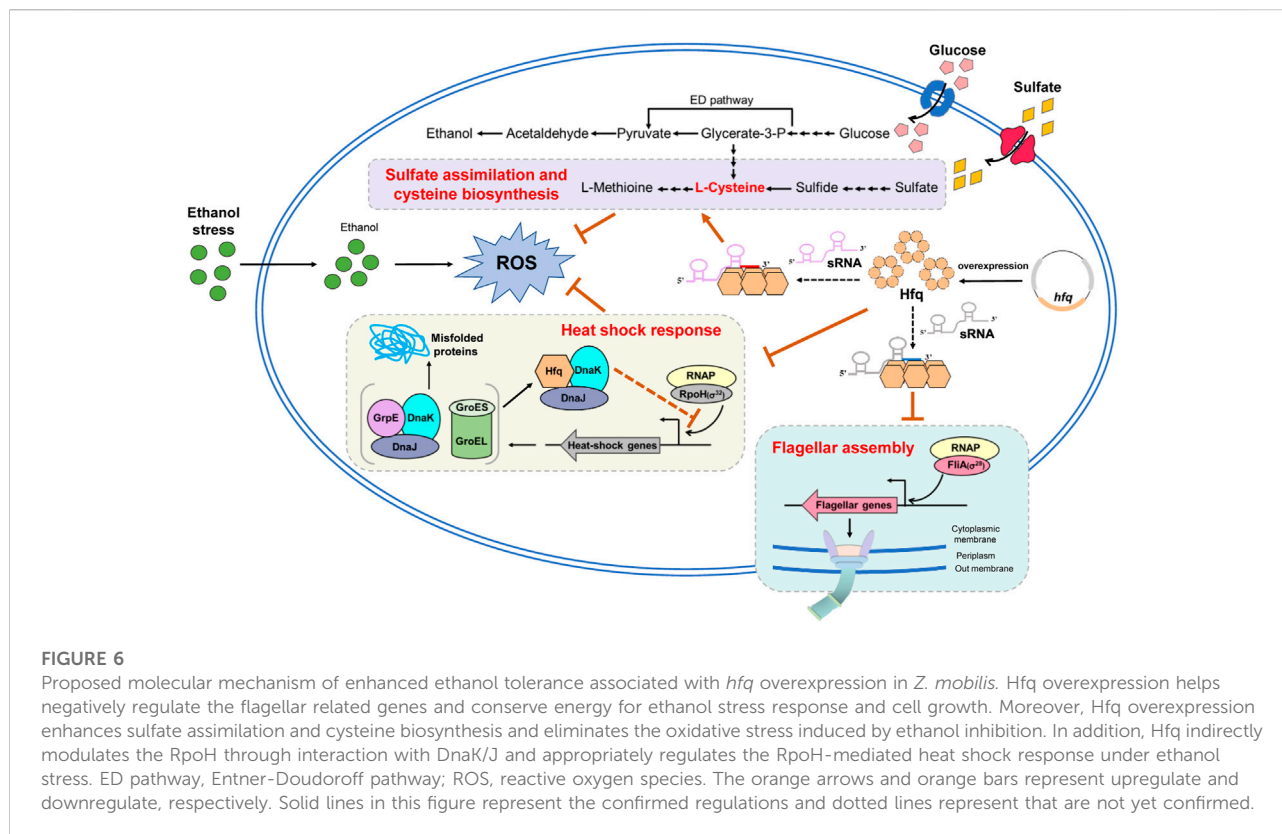 Glucose
Sulfate
ED pathway
Ethanol
Acetaldehyde
Pyruvate
Glycerate-3-P
Glucose
Sulfate assimilation and
cysteine biosynthesis
L-Methioine
L-Cysteine
Sulfide
Sulfate
Ethanol
stress
Ethanol
ROS
5'
3'
5'
3'
sRNA
Hfq
overexpression
hfq
5'
3'
sRNA
5'
3'
Heat shock response
Misfolded
proteins
GrpE
DnaK
DnaJ
GroES
GroEL
Hfq
DnaK
DnaJ
RNAP
RpoH(σ32)
Heat-shock genes
Flagellar assembly
RNAP
FliA(σ28)
Flagellar genes
Cytoplasmic
membrane
Periplasm
Out membrane
FIGURE 6
Proposed molecular mechanism of enhanced ethanol tolerance associated with hfq overexpression in Z. mobilis. Hfq overexpression helps
negatively regulate the flagellar related genes and conserve energy for ethanol stress response and cell growth. Moreover, Hfq overexpression
enhances sulfate assimilation and cysteine biosynthesis and eliminates the oxidative stress induced by ethanol inhibition. In addition, Hfq indirectly
modulates the RpoH through interaction with DnaK/J and appropriately regulates the RpoH-mediated heat shock response under ethanol
stress. ED pathway, Entner-Doudoroff pathway; ROS, reactive oxygen species. The orange arrows and orange bars represent upregulate and
downregulate, respectively. Solid lines in this figure represent the confirmed regulations and dotted lines represent that are not yet confirmed.